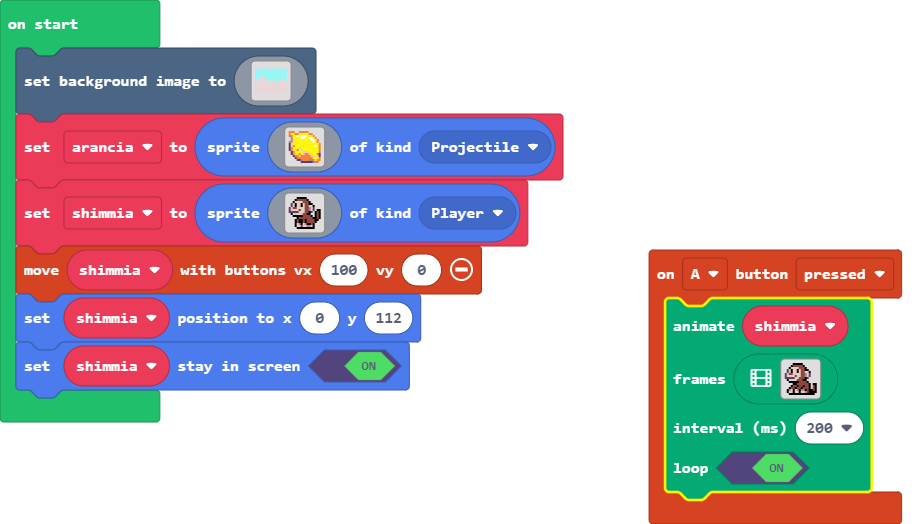 on start
set background image to
set arancia to sprite of kind Projectile
set shimmia to sprite of kind Player
move shimmia with buttons vx 100 vy 0
set shimmia position to x 0 y 112
set shimmia stay in screen ON
on A button pressed
animate shimmia
frames
interval (ms) 200
loop ON